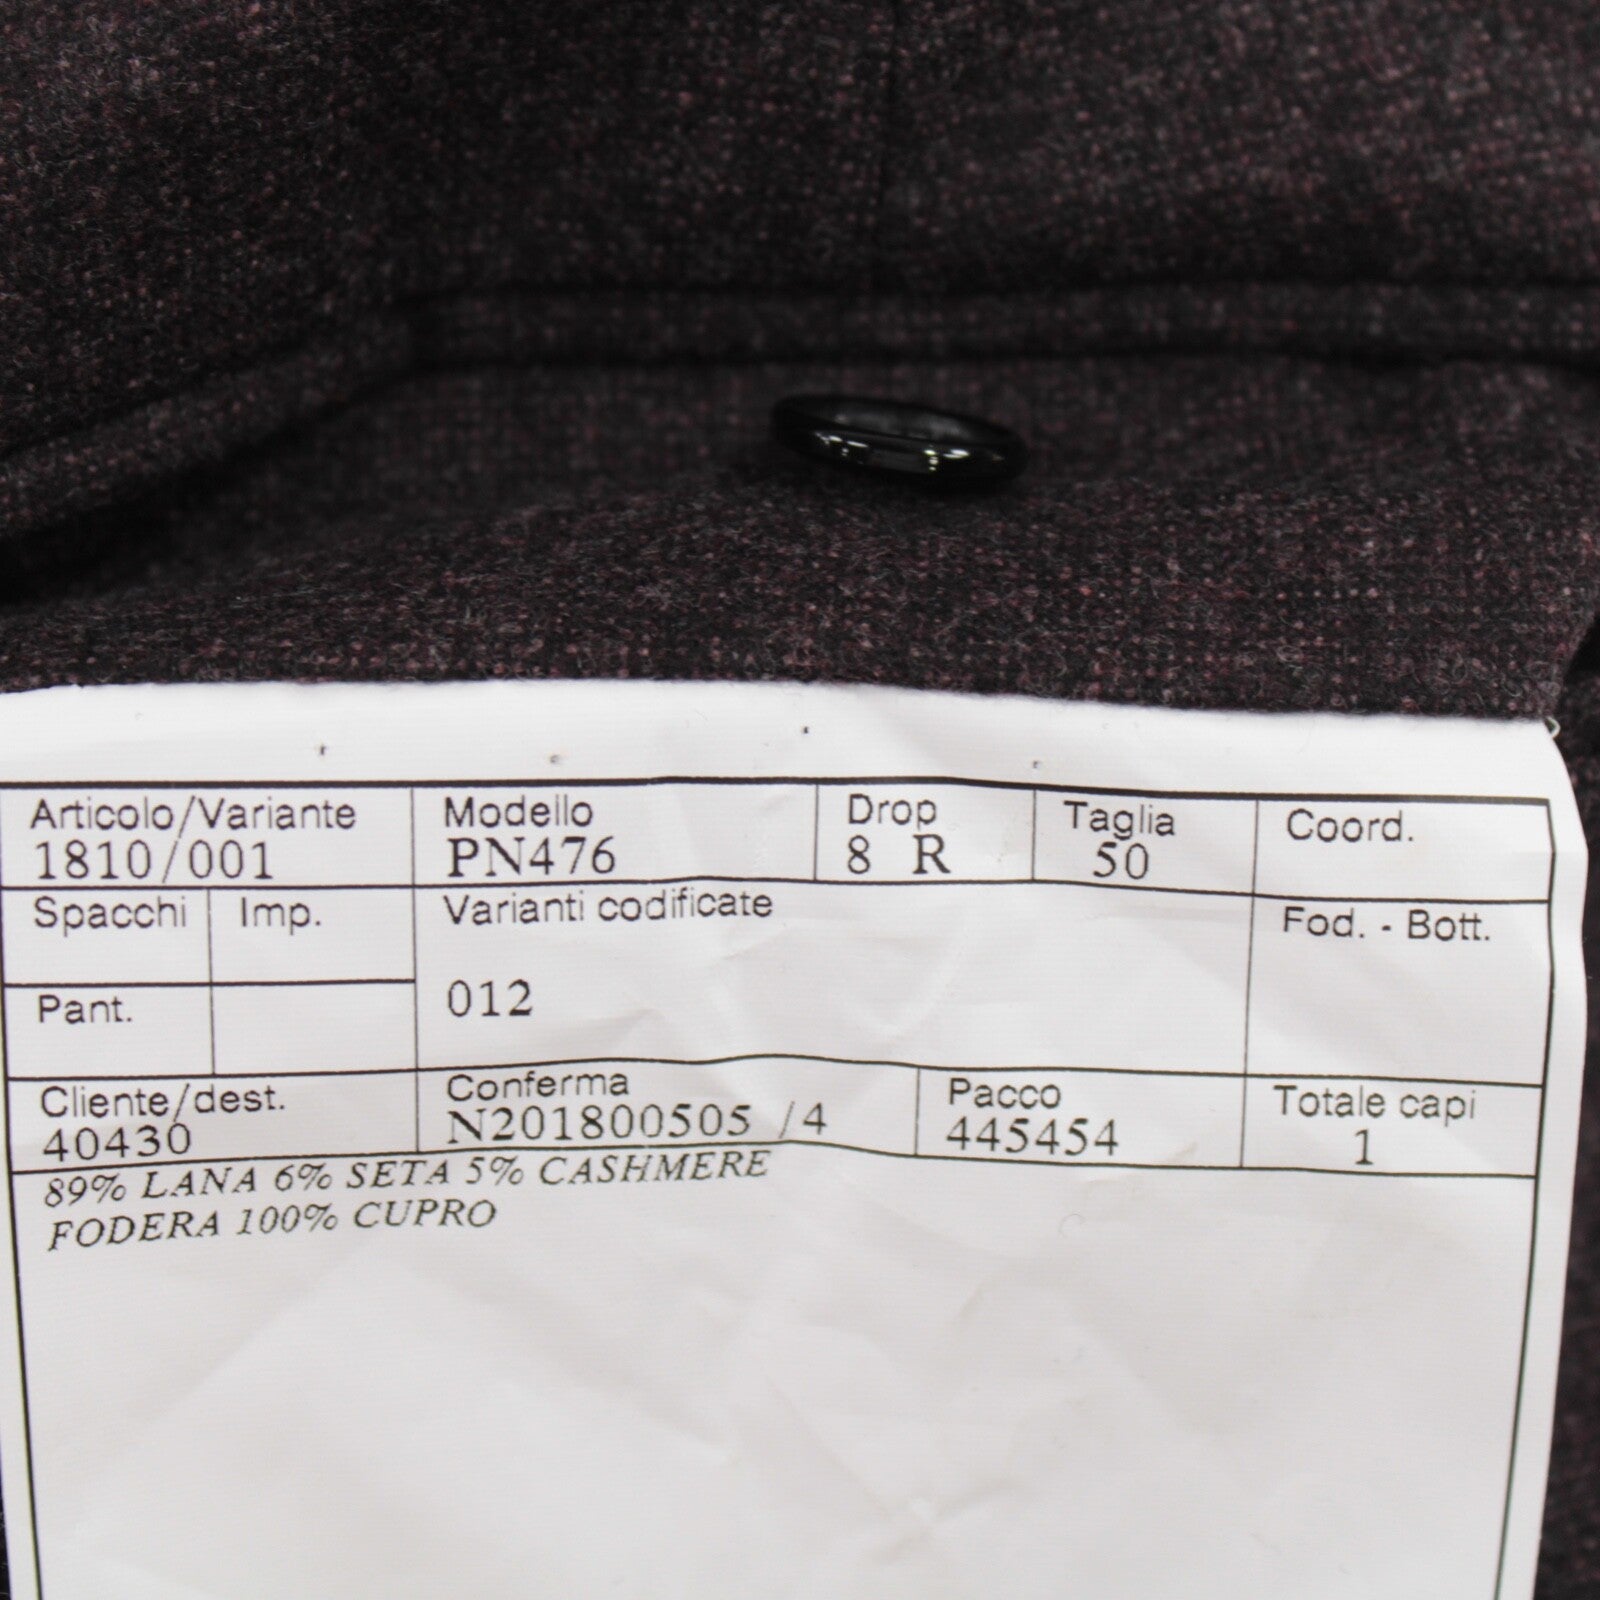 Articolo/Variante Modello Drop Taglia Coord.
1810/001 PN476 8 R 50
Spacchi Imp. Varianti codificate Fod. - Bott.
Pant. 012
Cliente/dest. Conferma Pacco Totale capi
40430 N201800505 /4 445454 1
89% LANA 6% SETA 5% CASHMERE
FODERA 100% CUPRO